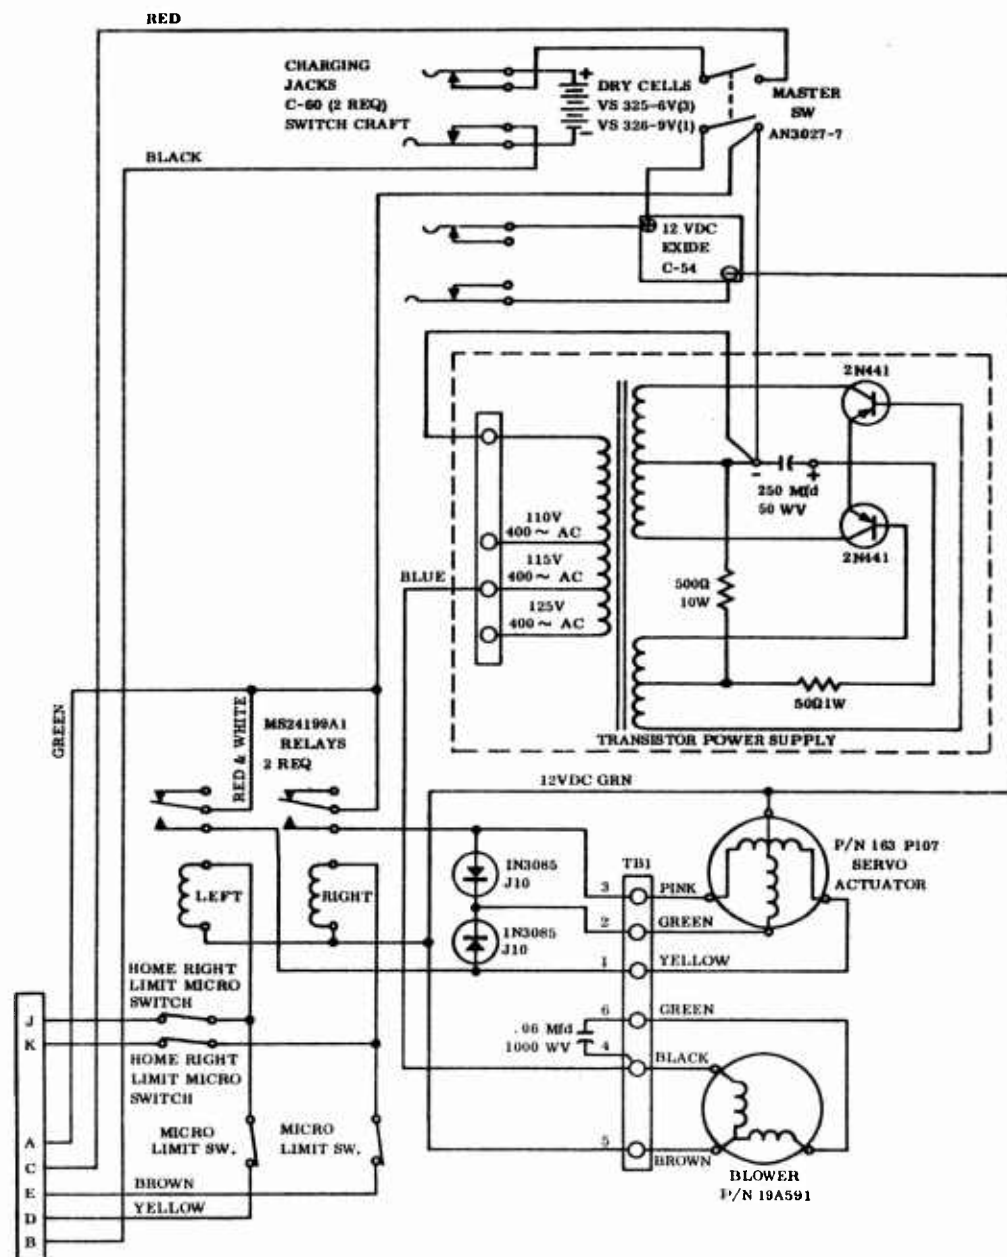 RED
CHARGING
JACKS
C-60 (2 REQ)
SWITCH CRAFT
+
DRY CELLS
VS 325-6V(3)
VS 326-9V(1)
-
MASTER
SW
AN3027-7
BLACK
12 VDC
EXIDE
C-54
2N441
- +
250 Mfd
50 WV
2N441
110V
400 ~ AC
115V
400 ~ AC
125V
400 ~ AC
BLUE
500Ω
10W
50Ω1W
TRANSISTOR POWER SUPPLY
GREEN
RED & WHITE
MS24199A1
RELAYS
2 REQ
12VDC GRN
P/N 163 P107
SERVO
ACTUATOR
LEFT
RIGHT
1N3085
J10
1N3085
J10
TB1
3 PINK
2 GREEN
1 YELLOW
6 GREEN
.06 Mfd
1000 WV
4 BLACK
5 BROWN
BLOWER
P/N 19A591
HOME RIGHT
LIMIT MICRO
SWITCH
HOME RIGHT
LIMIT MICRO
SWITCH
MICRO
LIMIT SW.
MICRO
LIMIT SW.
BROWN
YELLOW
J
K
A
C
E
D
B